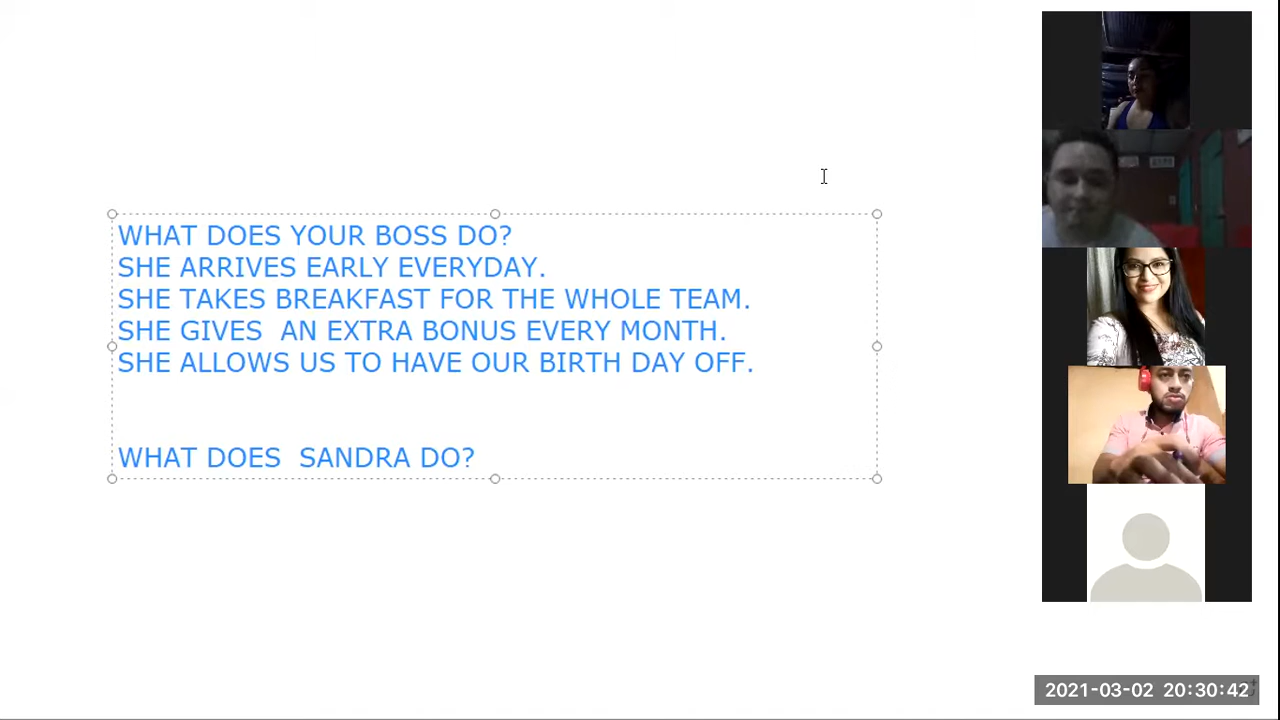 WHAT DOES YOUR BOSS DO?
SHE ARRIVES EARLY EVERYDAY.
SHE TAKES BREAKFAST FOR THE WHOLE TEAM.
SHE GIVES  AN EXTRA BONUS EVERY MONTH.
SHE ALLOWS US TO HAVE OUR BIRTH DAY OFF.
WHAT DOES  SANDRA DO?
2021-03-02 20:30:42